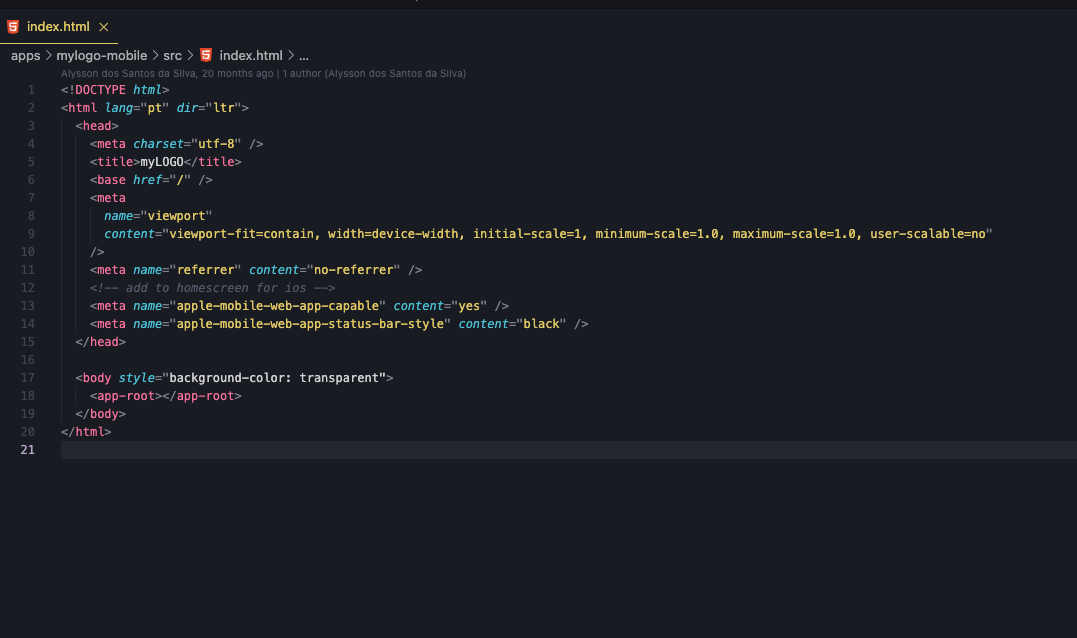 index.html
apps > mylogo-mobile > src > index.html > ...
Alysson dos Santos da Silva, 20 months ago | 1 author (Alysson dos Santos da Silva)
1 <!DOCTYPE html>
2 <html lang="pt" dir="ltr">
3 <head>
4 <meta charset="utf-8" />
5 <title>myLOGO</title>
6 <base href="/" />
7 <meta
8 name="viewport"
9 content="viewport-fit=contain, width=device-width, initial-scale=1, minimum-scale=1.0, maximum-scale=1.0, user-scalable=no"
10 />
11 <meta name="referrer" content="no-referrer" />
12 <!-- add to homescreen for ios -->
13 <meta name="apple-mobile-web-app-capable" content="yes" />
14 <meta name="apple-mobile-web-app-status-bar-style" content="black" />
15 </head>
16
17 <body style="background-color: transparent">
18 <app-root></app-root>
19 </body>
20 </html>
21